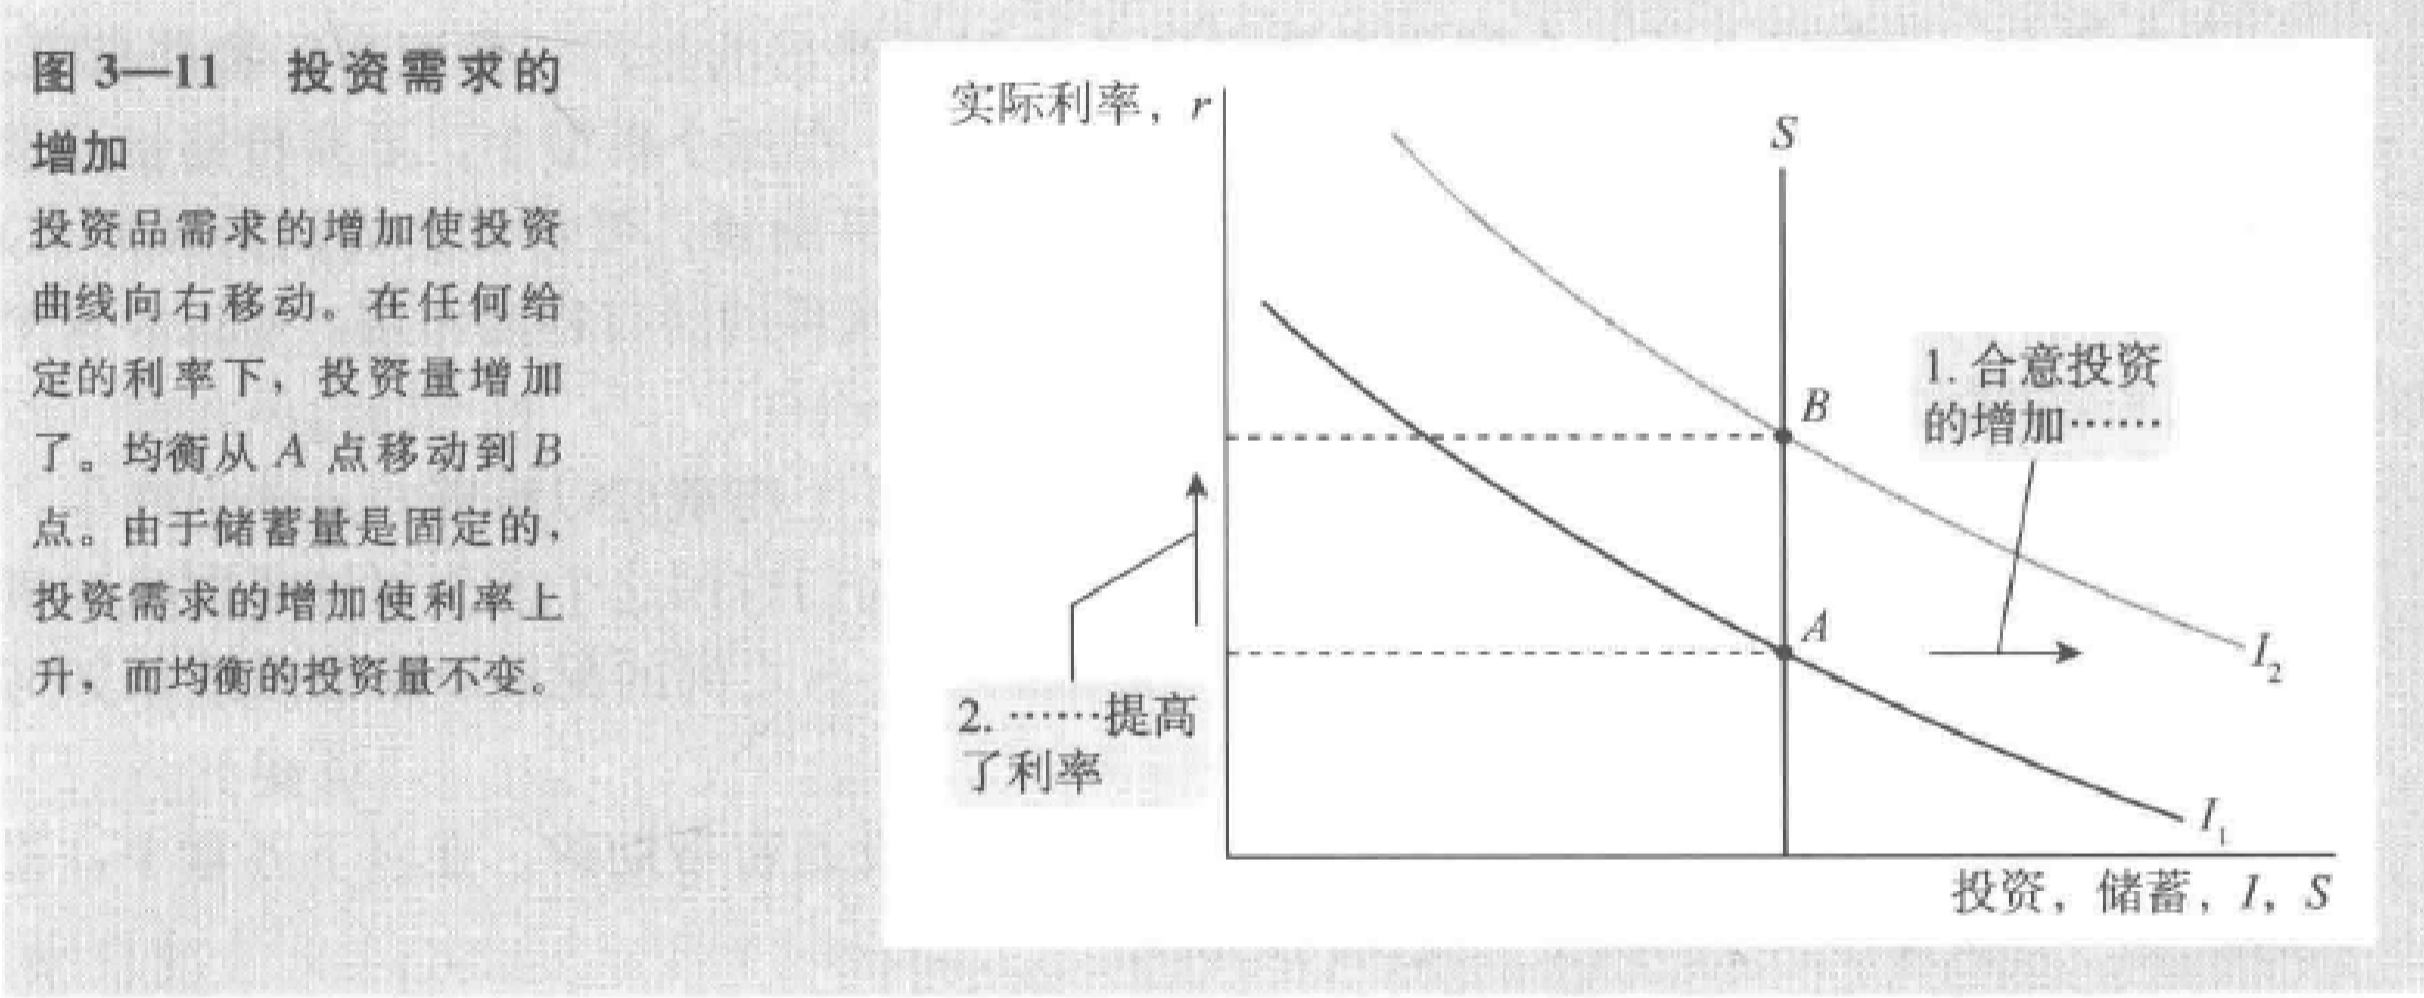 图 3—11 投资需求的
增加
投资品需求的增加使投资
曲线向右移动。在任何给
定的利率下，投资量增加
了。均衡从 A 点移动到 B
点。由于储蓄量是固定的，
投资需求的增加使利率上
升，而均衡的投资量不变。
实际利率，r
S
B
1. 合意投资
的增加……
A
I₂
2. ……提高
了利率
I₁
投资，储蓄，I，S